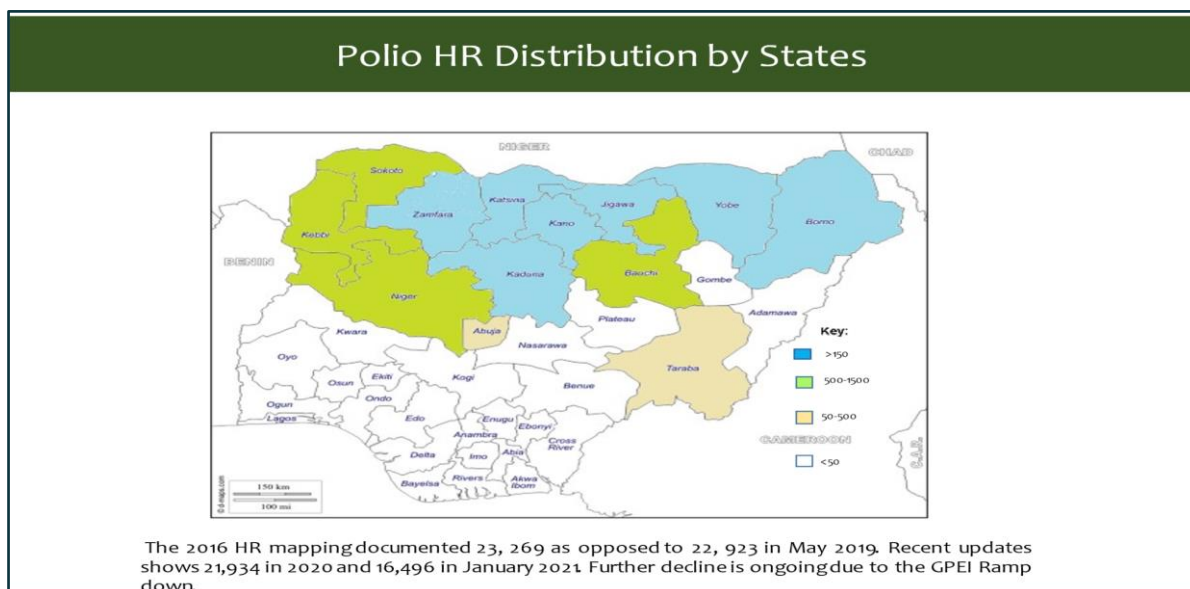 Polio HR Distribution by States
NIGER
CHAD
Sokoto
Katsina
Jigawa
Yobe
Borno
Zamfara
Kano
Kebbi
BENIN
Kaduna
Bauchi
Gombe
Niger
Adamawa
Plateau
Abuja
Kwara
Nasarawa
Taraba
Oyo
Ekiti
Kogi
Osun
Benue
Ondo
Ogun
Edo
Enugu
Lagos
Ebonyi
Anambra
Cross
River
Delta
Imo
Abia
Bayelsa
Rivers
Akwa
Ibom
CAMEROON
C.A.R.
Key:
>150
500-1500
50-500
<50
150 km
100 mi
© d-maps.com
The 2016 HR mapping documented 23, 269 as opposed to 22, 923 in May 2019. Recent updates
shows 21,934 in 2020 and 16,496 in January 2021. Further decline is ongoing due to the GPEI Ramp
down.